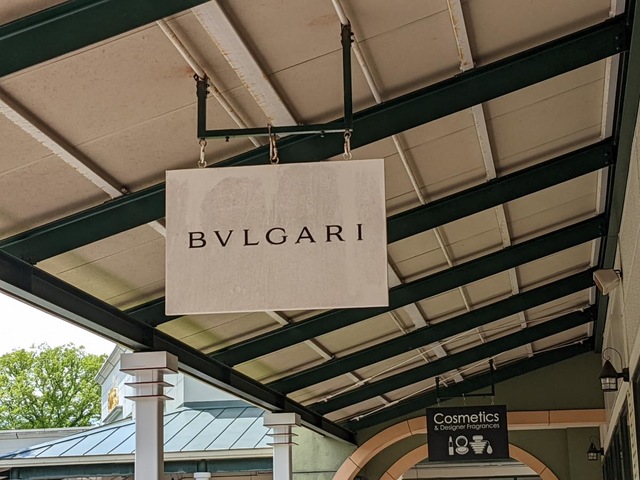 BVLGARI
Cosmetics
& Designer Fragrances